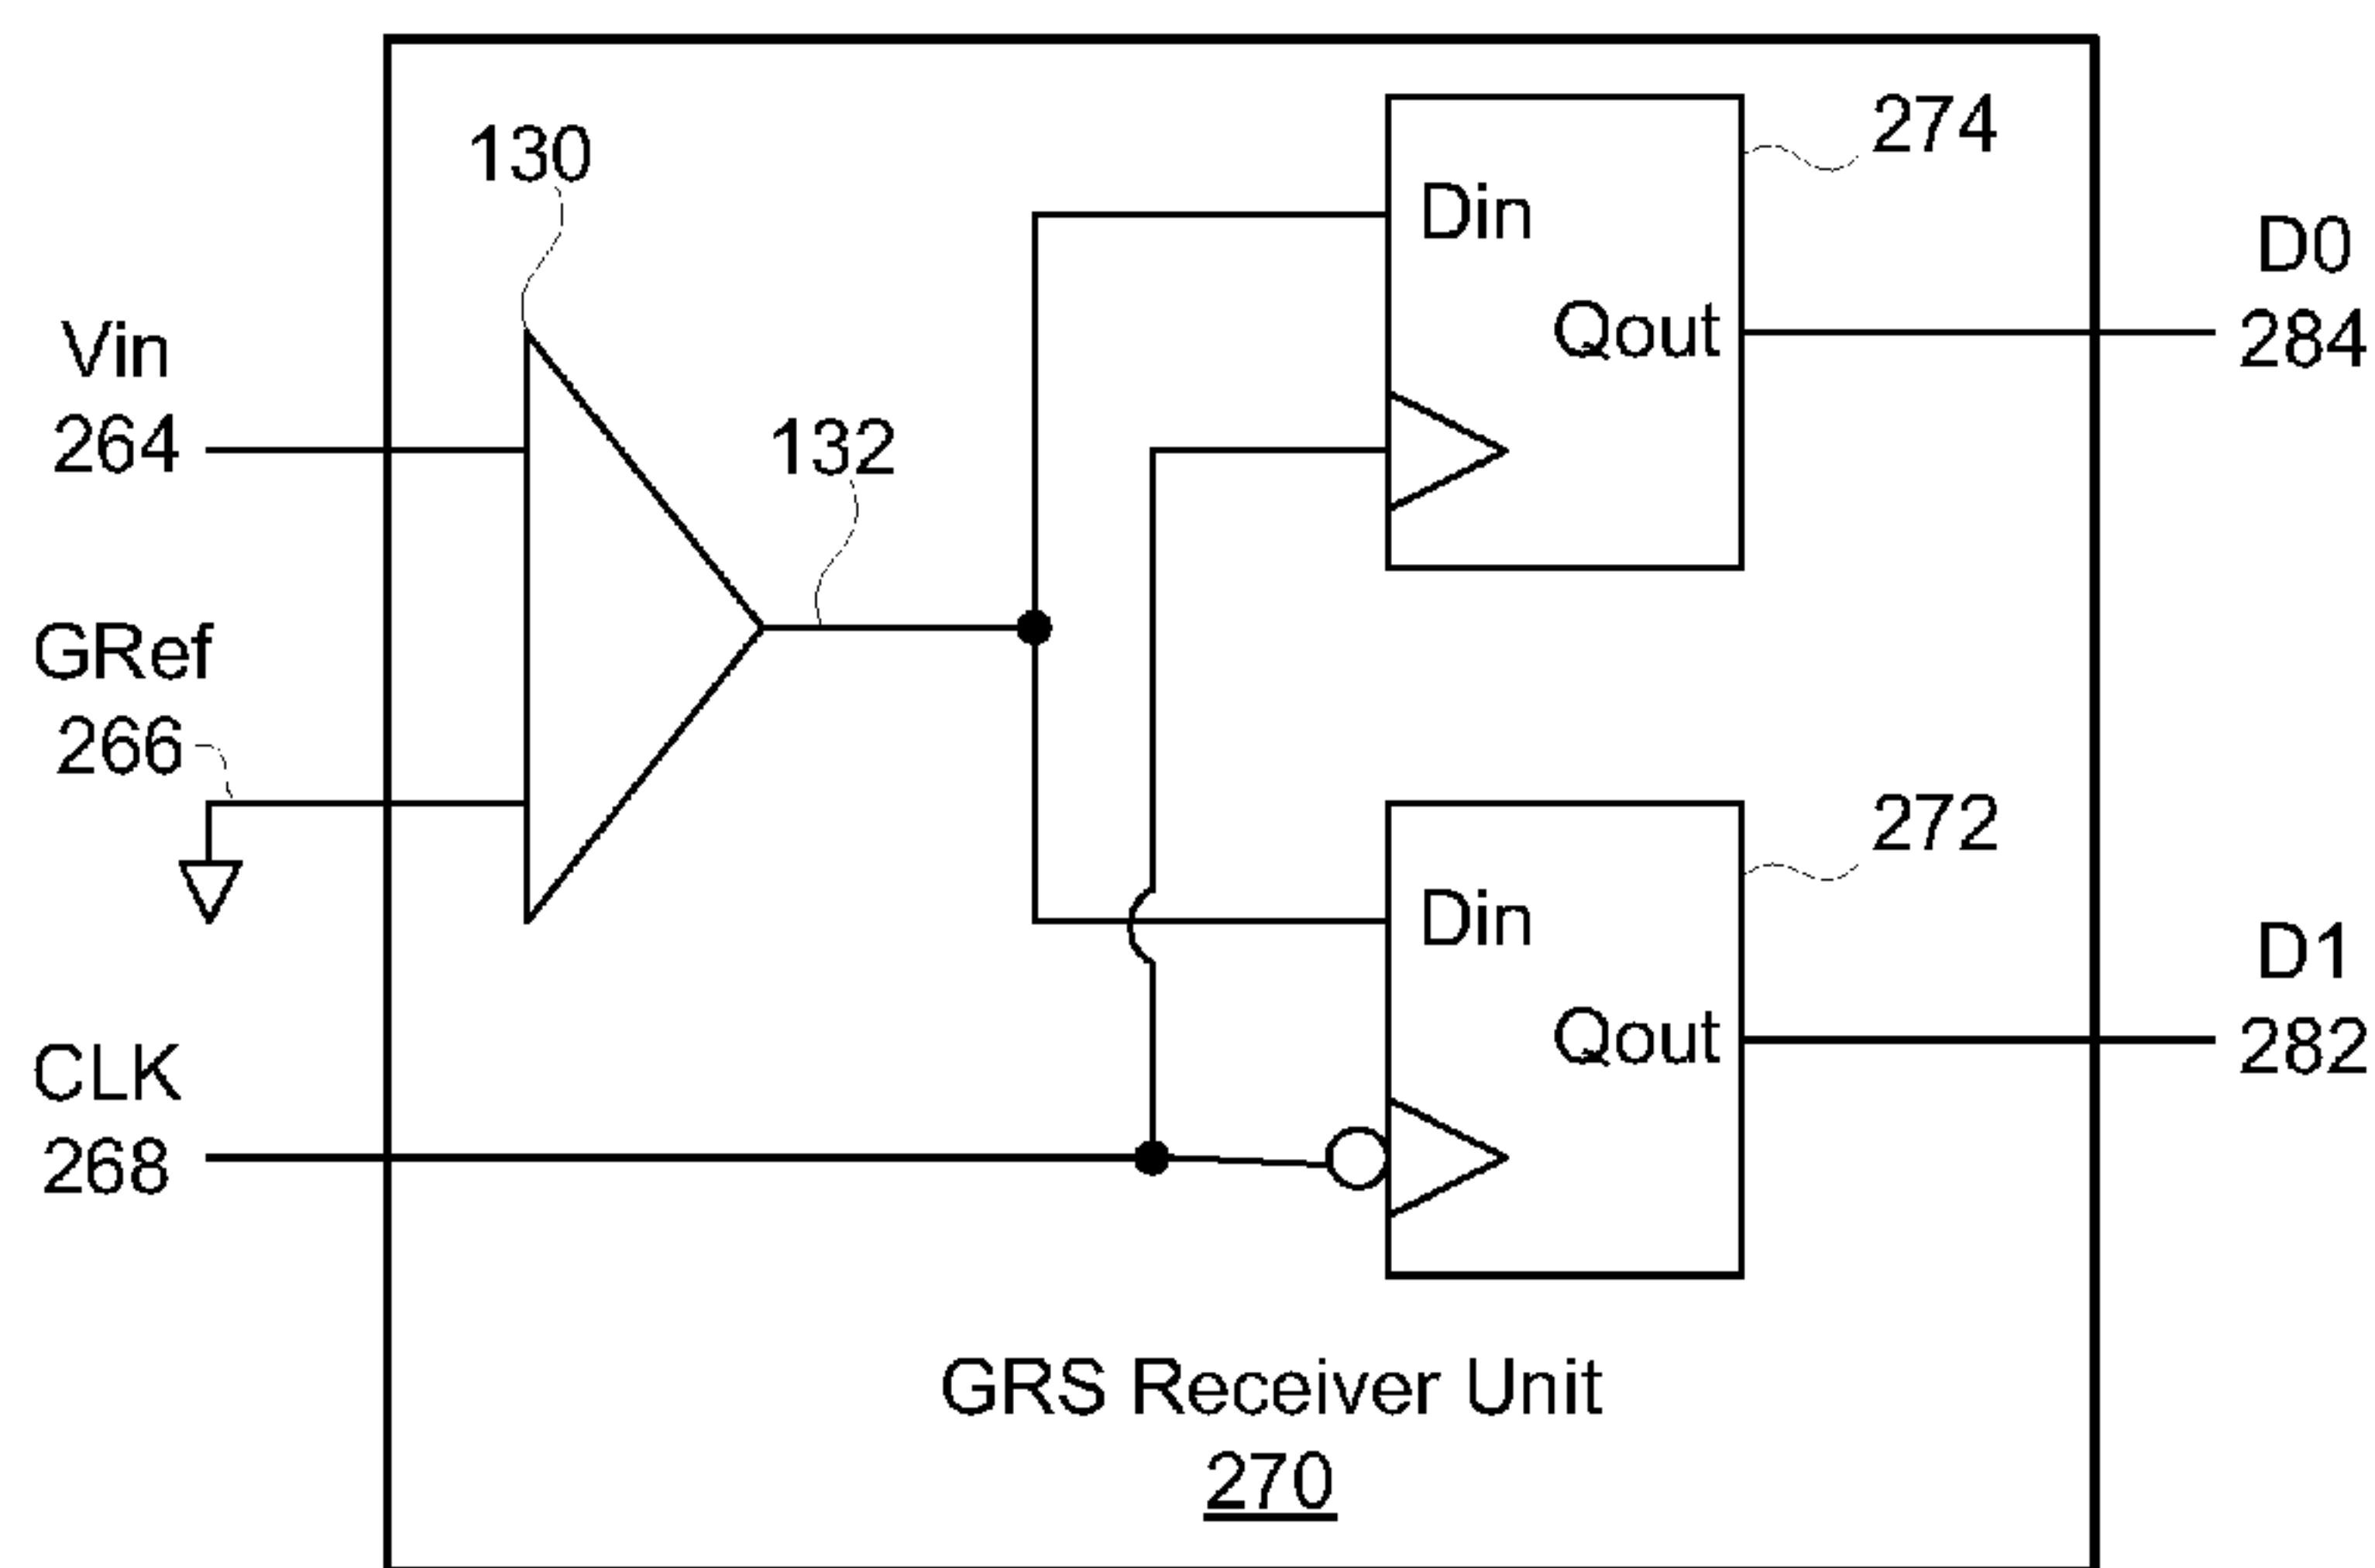 130
274
Din
D0
Vin
Qout
284
264
132
GRef
266
272
Din
D1
Qout
282
CLK
268
GRS Receiver Unit
270